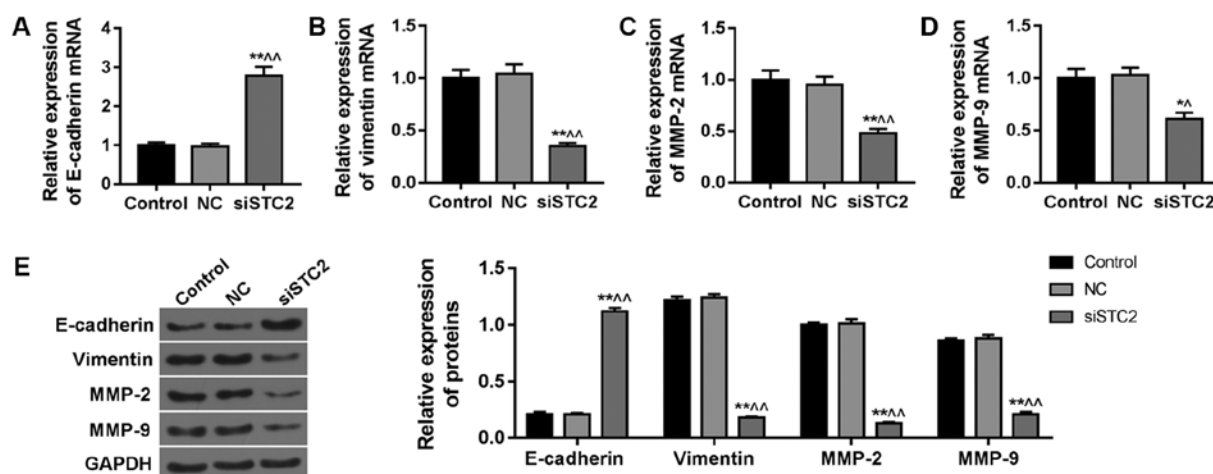 A
Relative expression
of E-cadherin mRNA
4
3
2
1
0
**^^
Control NC siSTC2
B
Relative expression
of vimentin mRNA
1.5
1.0
0.5
0.0
**^^
Control NC siSTC2
C
Relative expression
of MMP-2 mRNA
1.5
1.0
0.5
0.0
**^^
Control NC siSTC2
D
Relative expression
of MMP-9 mRNA
1.5
1.0
0.5
0.0
*^
Control NC siSTC2
E
Control NC siSTC2
E-cadherin
Vimentin
MMP-2
MMP-9
GAPDH
Relative expression
of proteins
1.5
1.0
0.5
0.0
**^^
**^^
**^^
**^^
E-cadherin Vimentin MMP-2 MMP-9
Control
NC
siSTC2